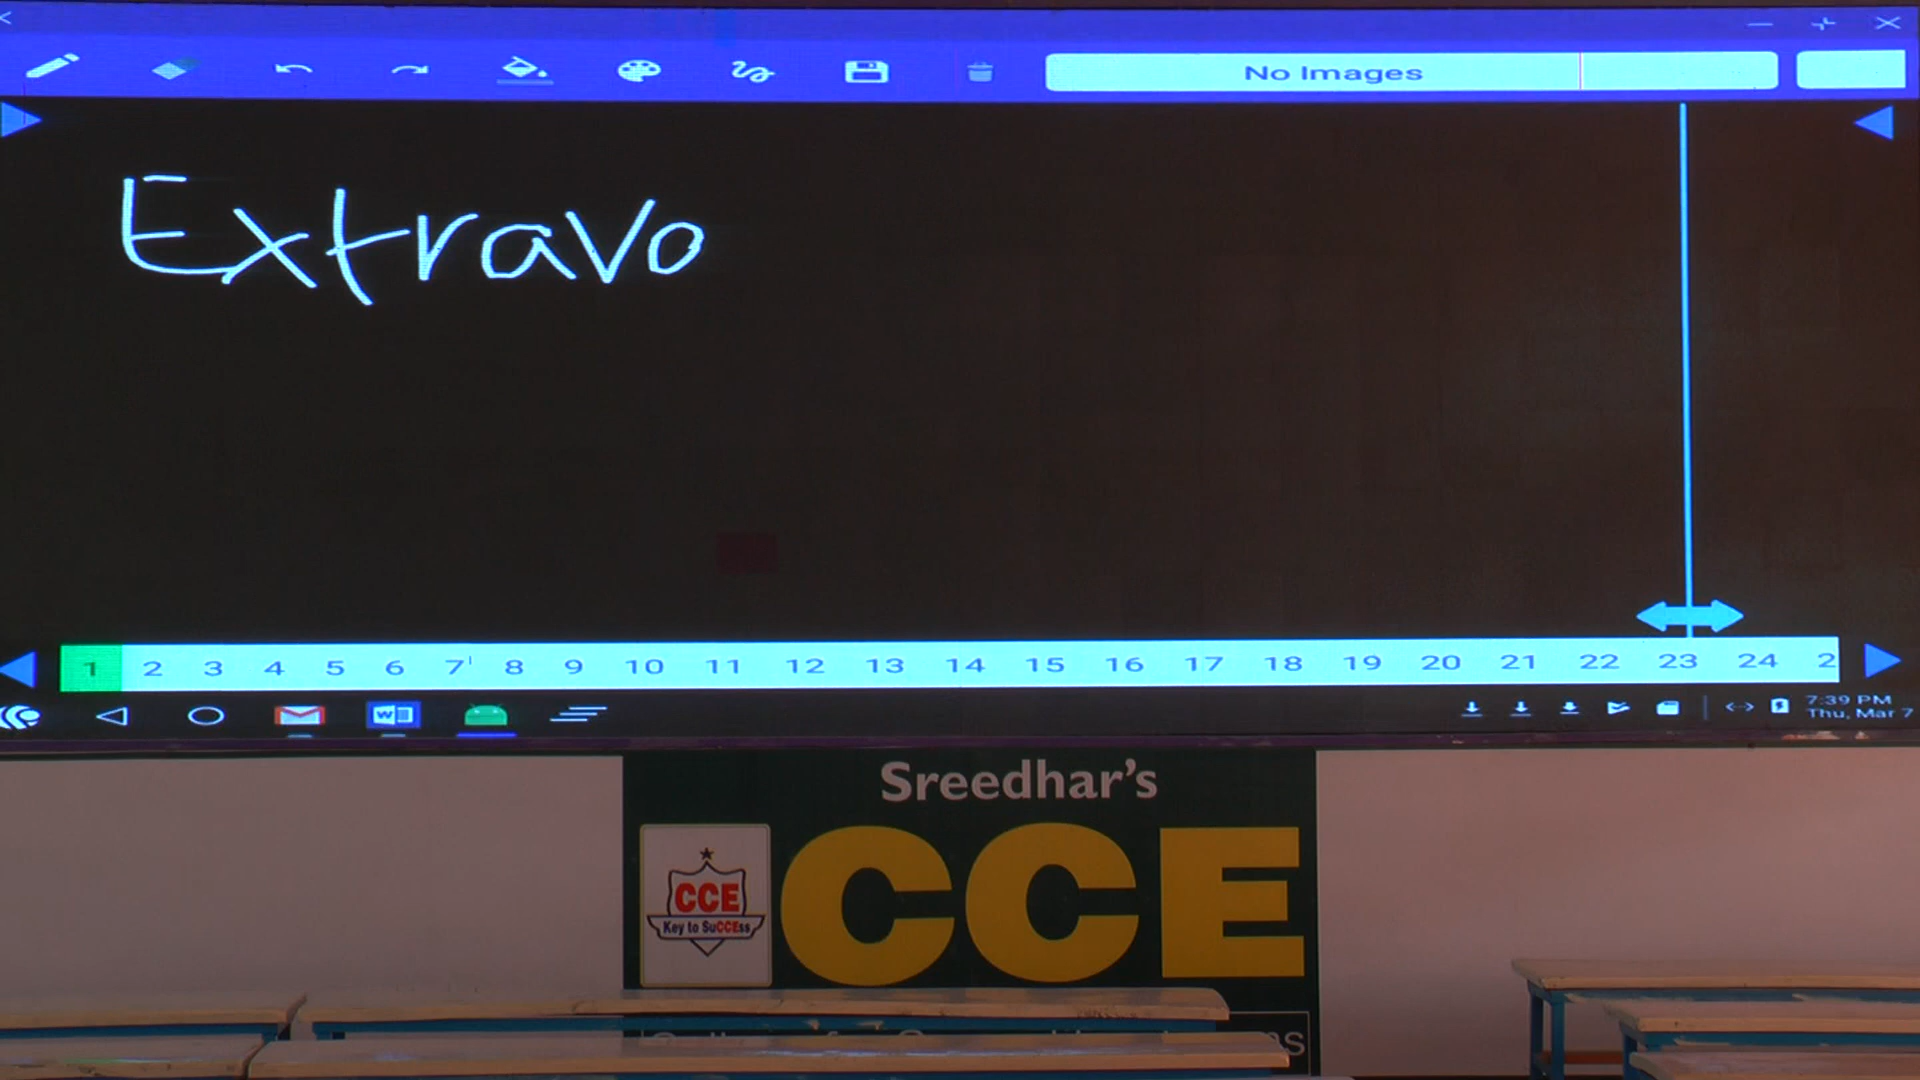 No Images
Extravo
1 2 3 4 5 6 7 8 9 10 11 12 13 14 15 16 17 18 19 20 21 22 23 24 2
W
7:39 PM
Thu, Mar 7
Sreedhar's
CCE
CCE
Key to SuCCEss